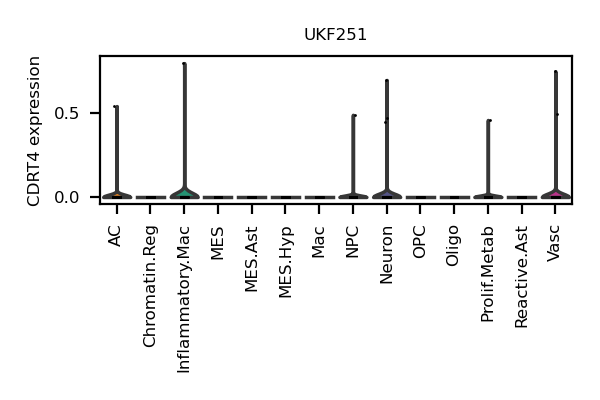 UKF251
CDRT4 expression
0.5
0.0
AC
Chromatin.Reg
Inflammatory.Mac
MES
MES.Ast
MES.Hyp
Mac
NPC
Neuron
OPC
Oligo
Prolif.Metab
Reactive.Ast
Vasc